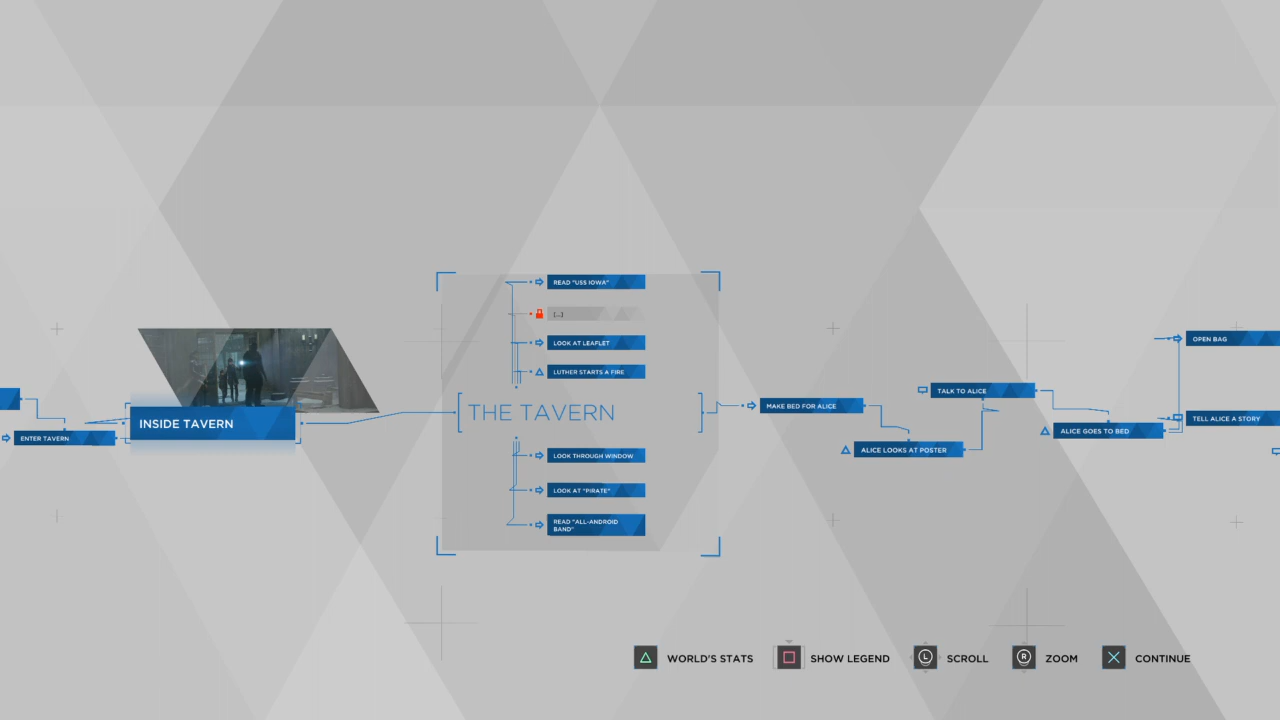 READ "USS IOWA"
[...]
LOOK AT LEAFLET
LUTHER STARTS A FIRE
THE TAVERN
LOOK THROUGH WINDOW
LOOK AT "PIRATE"
READ "ALL-ANDROID
BAND"
INSIDE TAVERN
ENTER TAVERN
MAKE BED FOR ALICE
ALICE LOOKS AT POSTER
TALK TO ALICE
ALICE GOES TO BED
OPEN BAG
TELL ALICE A STORY
WORLD'S STATS
SHOW LEGEND
L
SCROLL
R
ZOOM
CONTINUE